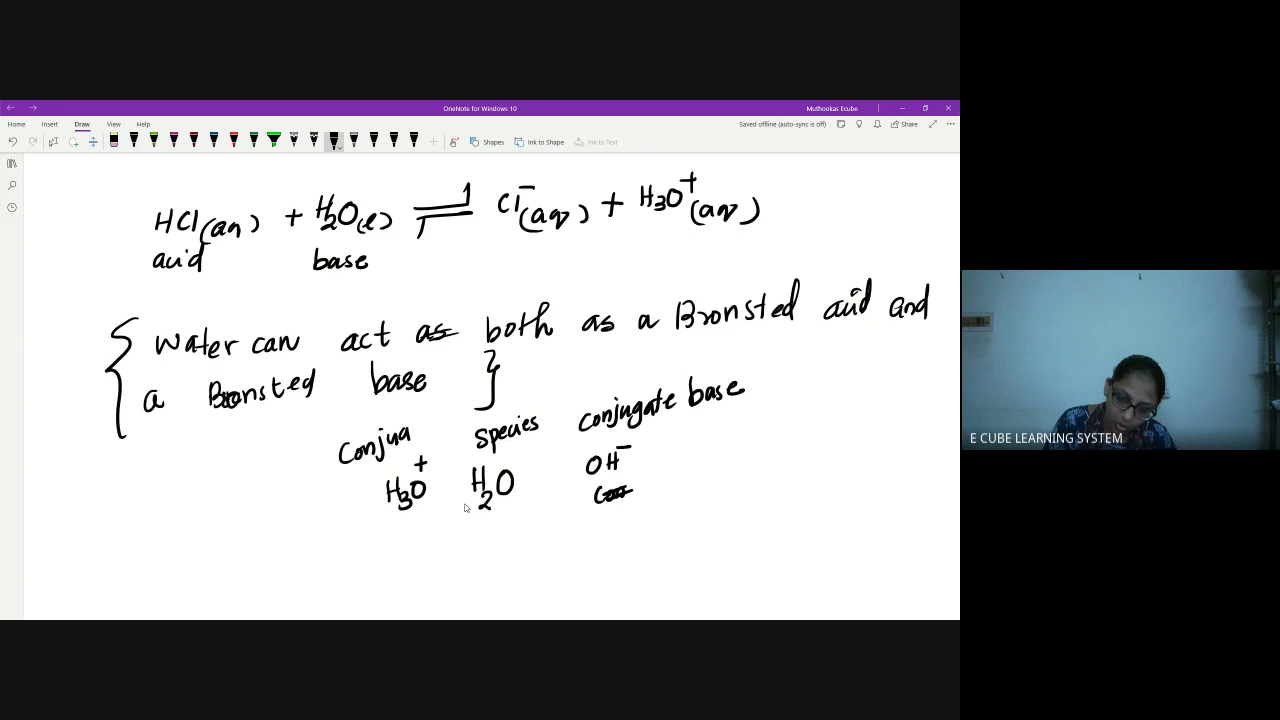 OneNote for Windows 10
Muthookas Ecube
Home Insert Draw View Help
Saved offline (auto-sync is off)
Share
Shapes
Ink to Shape
Ink to Text
HCl(aq) + H2O(l) ⇌ Cl⁻(aq) + H3O⁺(aq)
acid base
Water can act as both as a Bronsted acid and
a Bronsted base
Conjua species conjugate base
H3O⁺ H2O OH⁻
E CUBE LEARNING SYSTEM